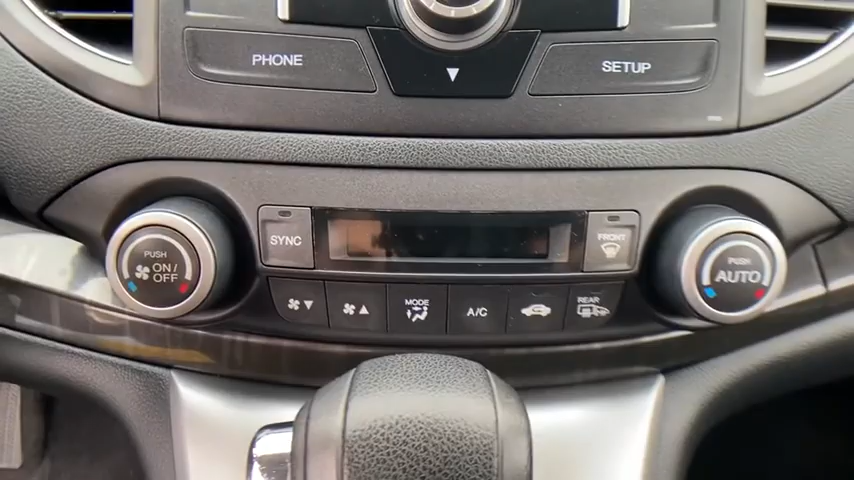 PHONE
SETUP
SYNC
FRONT
PUSH
ON/
OFF
PUSH
AUTO
MODE
A/C
REAR